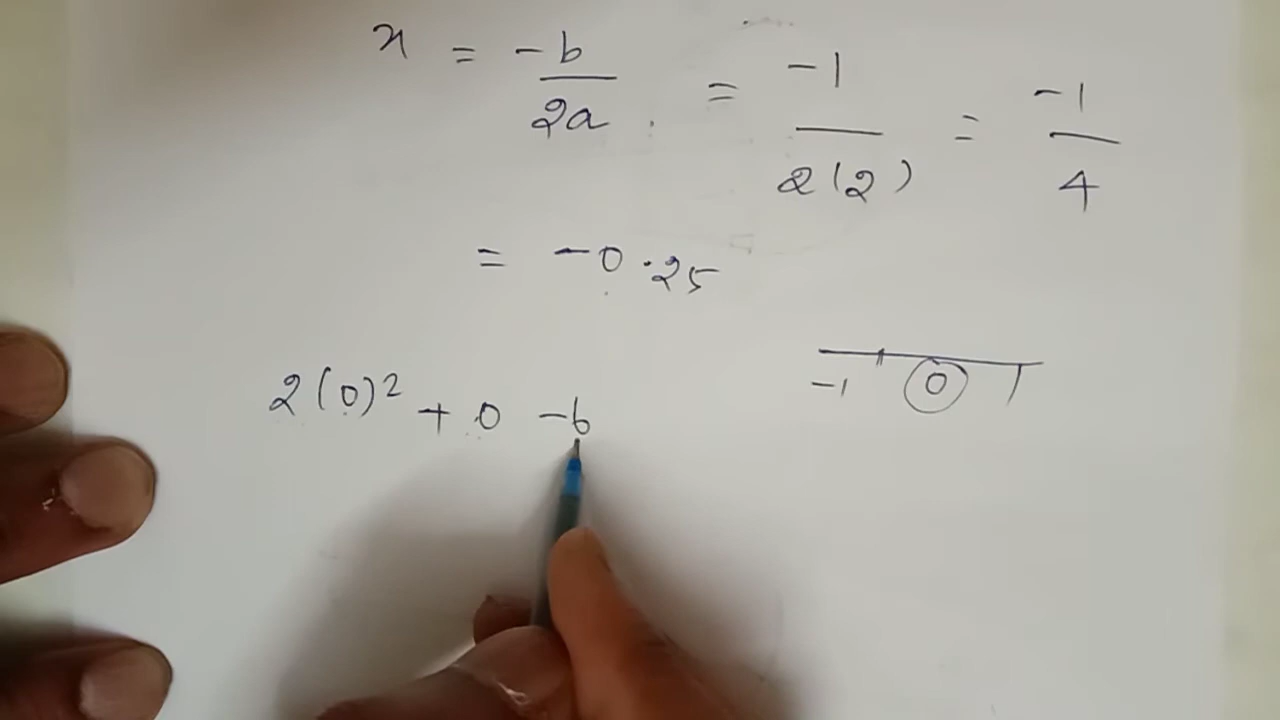 x = -b/2a = -1/2(2) = -1/4
= -0.25
-1 0 1
2(0)² + 0 -6